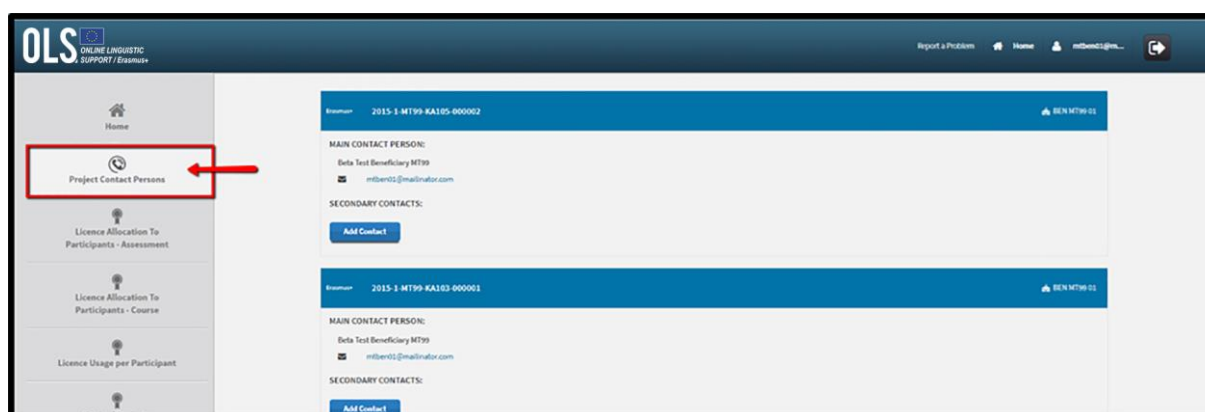 OLS ONLINE LINGUISTIC
SUPPORT / Erasmus+
Report a Problem Home mtben01@m...
Home
Project Contact Persons
Licence Allocation To
Participants - Assessment
Licence Allocation To
Participants - Course
Licence Usage per Participant
Erasmus+ 2015-1-MT99-KA105-000002 BEN MT99 01
MAIN CONTACT PERSON:
Beta Test Beneficiary MT99
mtben01@mailinator.com
SECONDARY CONTACTS:
Add Contact
Erasmus+ 2015-1-MT99-KA103-000001 BEN MT99 01
MAIN CONTACT PERSON:
Beta Test Beneficiary MT99
mtben01@mailinator.com
SECONDARY CONTACTS:
Add Contact